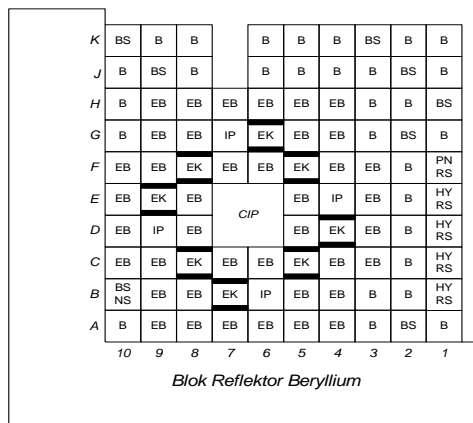 K BS B B B B B BS B B
J B BS B B B B B BS B
H B EB EB EB EB EB EB B B BS
G B EB EB IP EK EB EB B BS B
F EB EB EK EB EB EK EB EB B PN RS
E EB EK EB CIP EB IP EB B HY RS
D EB IP EB EB EK EB B HY RS
C EB EB EK EB EB EK EB EB B HY RS
B BS NS EB EB EK IP EB EB B B HY RS
A B EB EB EB EB EB EB B BS B
10 9 8 7 6 5 4 3 2 1
Blok Reflektor Beryllium